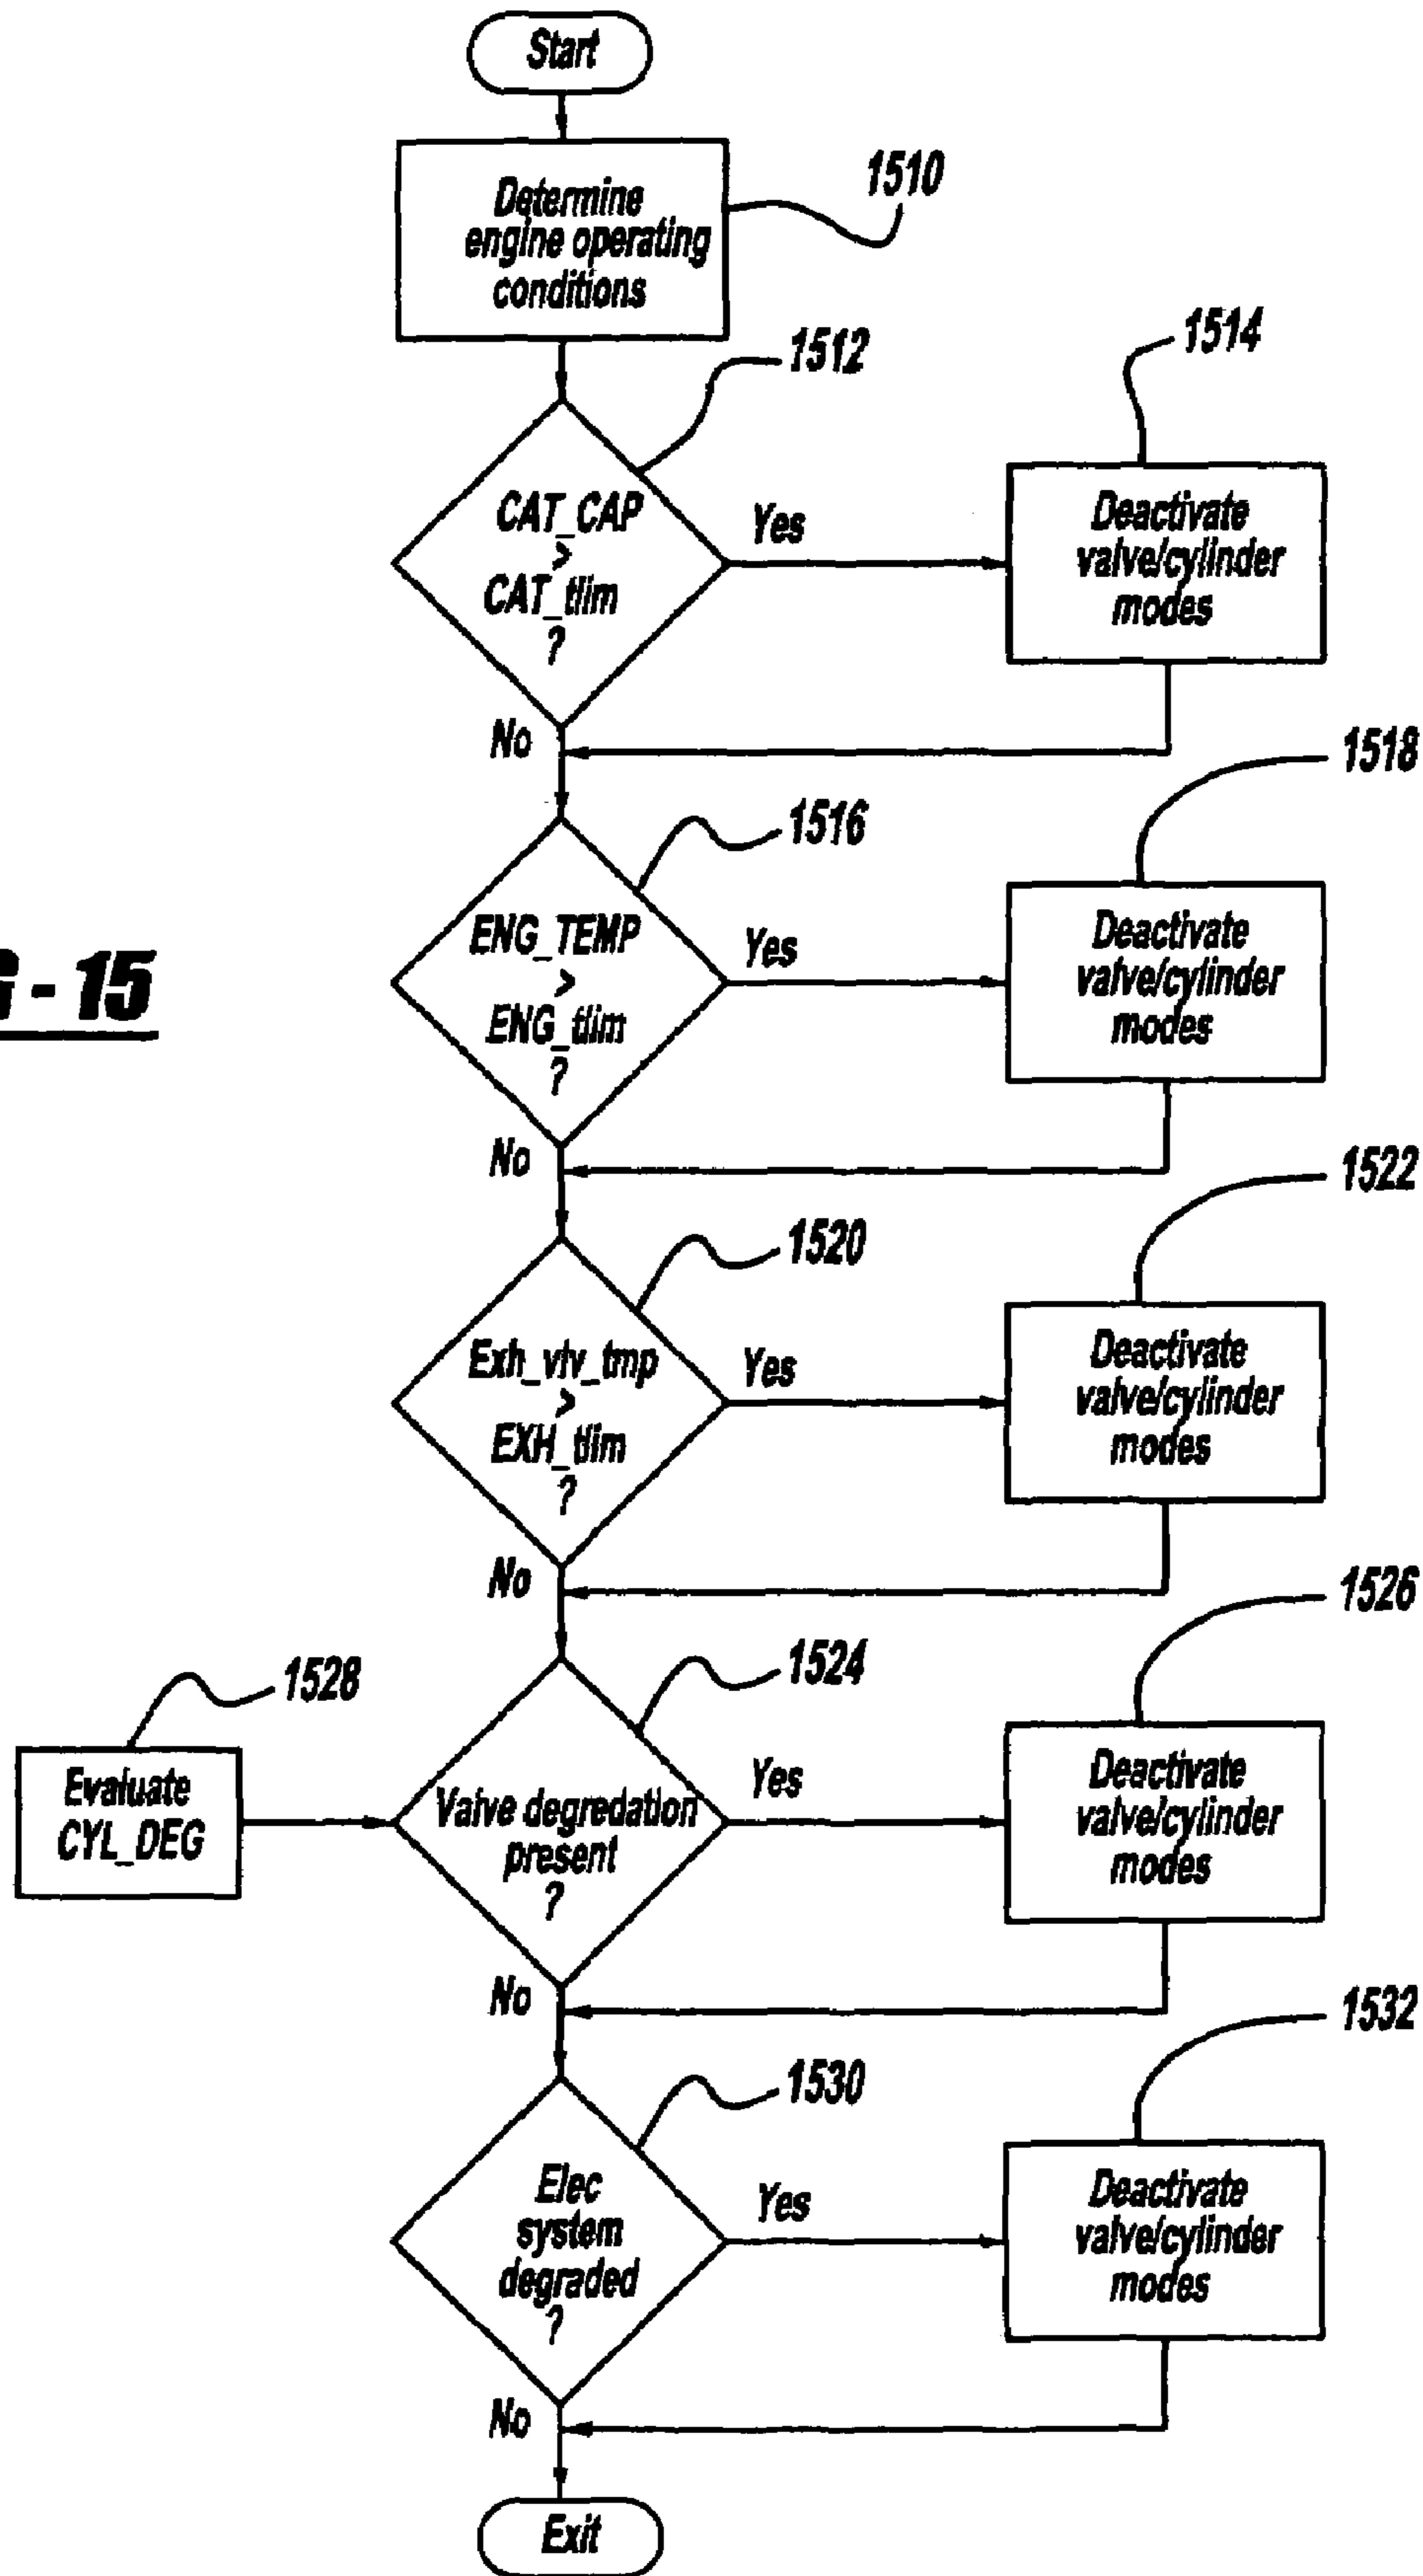 Start
Determine
engine operating
conditions
1510
CAT_CAP
>
CAT_tlim
?
1512
Yes
Deactivate
valve/cylinder
modes
1514
No
ENG_TEMP
>
ENG_tlim
?
1516
Yes
Deactivate
valve/cylinder
modes
1518
No
G - 15
Exh_vlv_tmp
>
EXH_tlim
?
1520
Yes
Deactivate
valve/cylinder
modes
1522
No
Evaluate
CYL_DEG
1528
Valve degredation
present
?
1524
Yes
Deactivate
valve/cylinder
modes
1526
No
Elec
system
degraded
?
1530
Yes
Deactivate
valve/cylinder
modes
1532
No
Exit